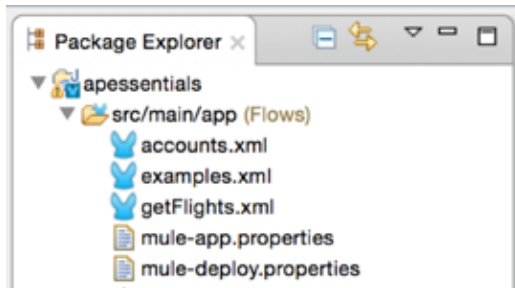 Package Explorer
apessentials
src/main/app (Flows)
accounts.xml
examples.xml
getFlights.xml
mule-app.properties
mule-deploy.properties